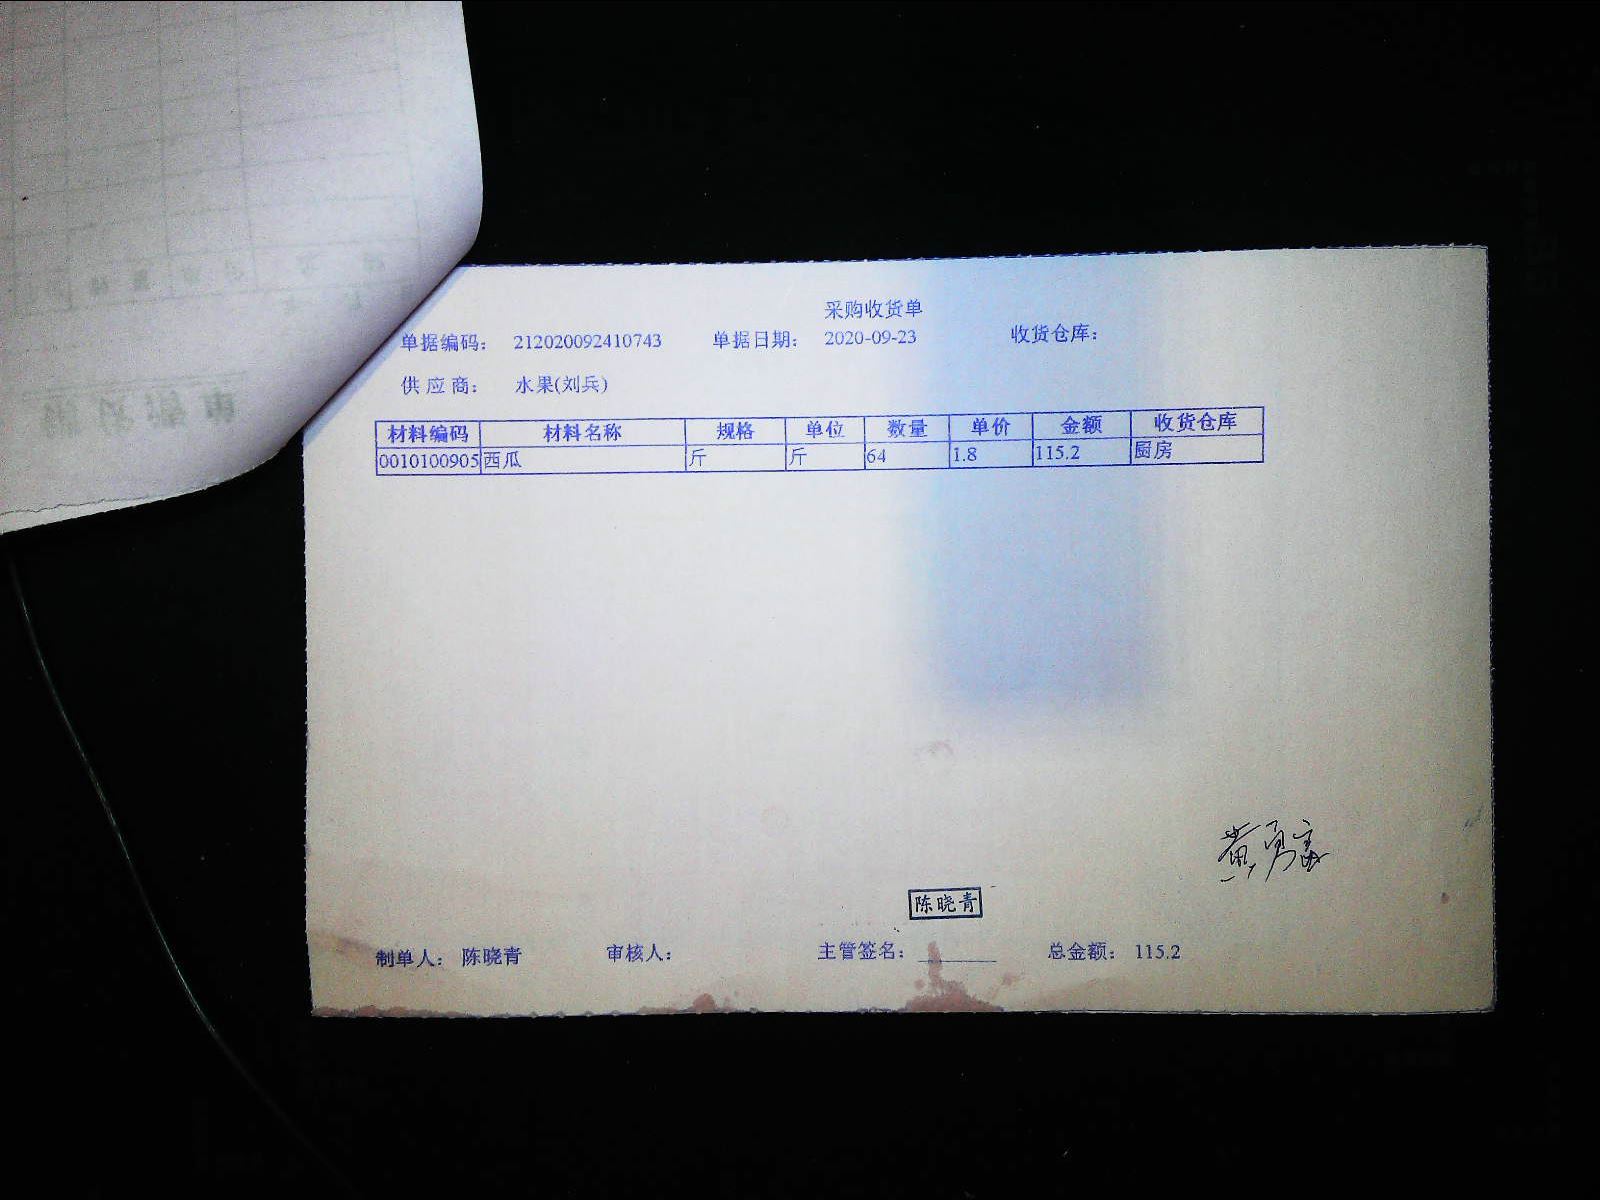 采购收货单
单据编码： 212020092410743 单据日期： 2020-09-23 收货仓库：
供 应 商： 水果(刘兵)
材料编码 材料名称 规格 单位 数量 单价 金额 收货仓库
0010100905 西瓜 斤 斤 64 1.8 115.2 厨房
陈晓青
制单人： 陈晓青 审核人： 主管签名： 总金额： 115.2